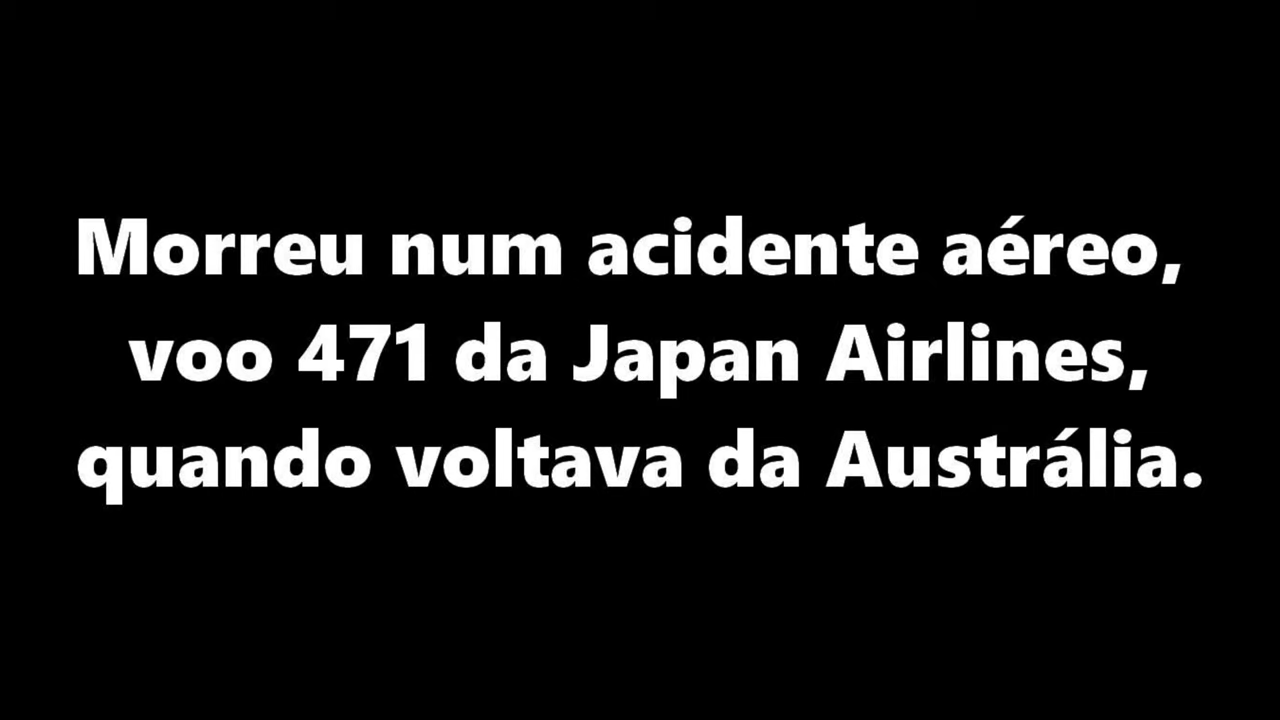 Morreu num acidente aéreo,
voo 471 da Japan Airlines,
quando voltava da Austrália.